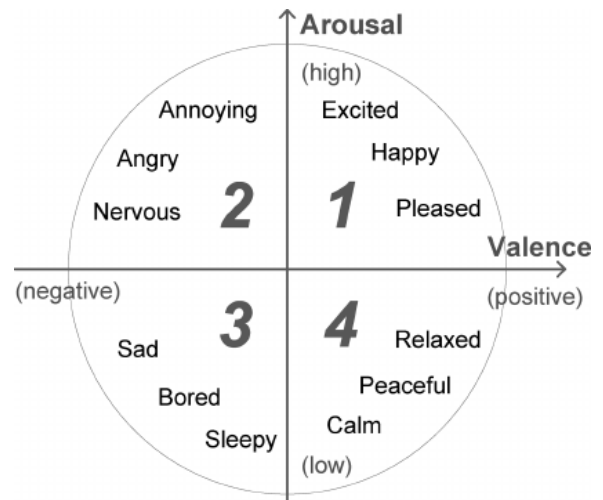 Arousal
(high)
Annoying
Excited
Angry
Happy
Nervous
2
1
Pleased
Valence
(negative)
(positive)
3
4
Sad
Relaxed
Bored
Peaceful
Sleepy
Calm
(low)